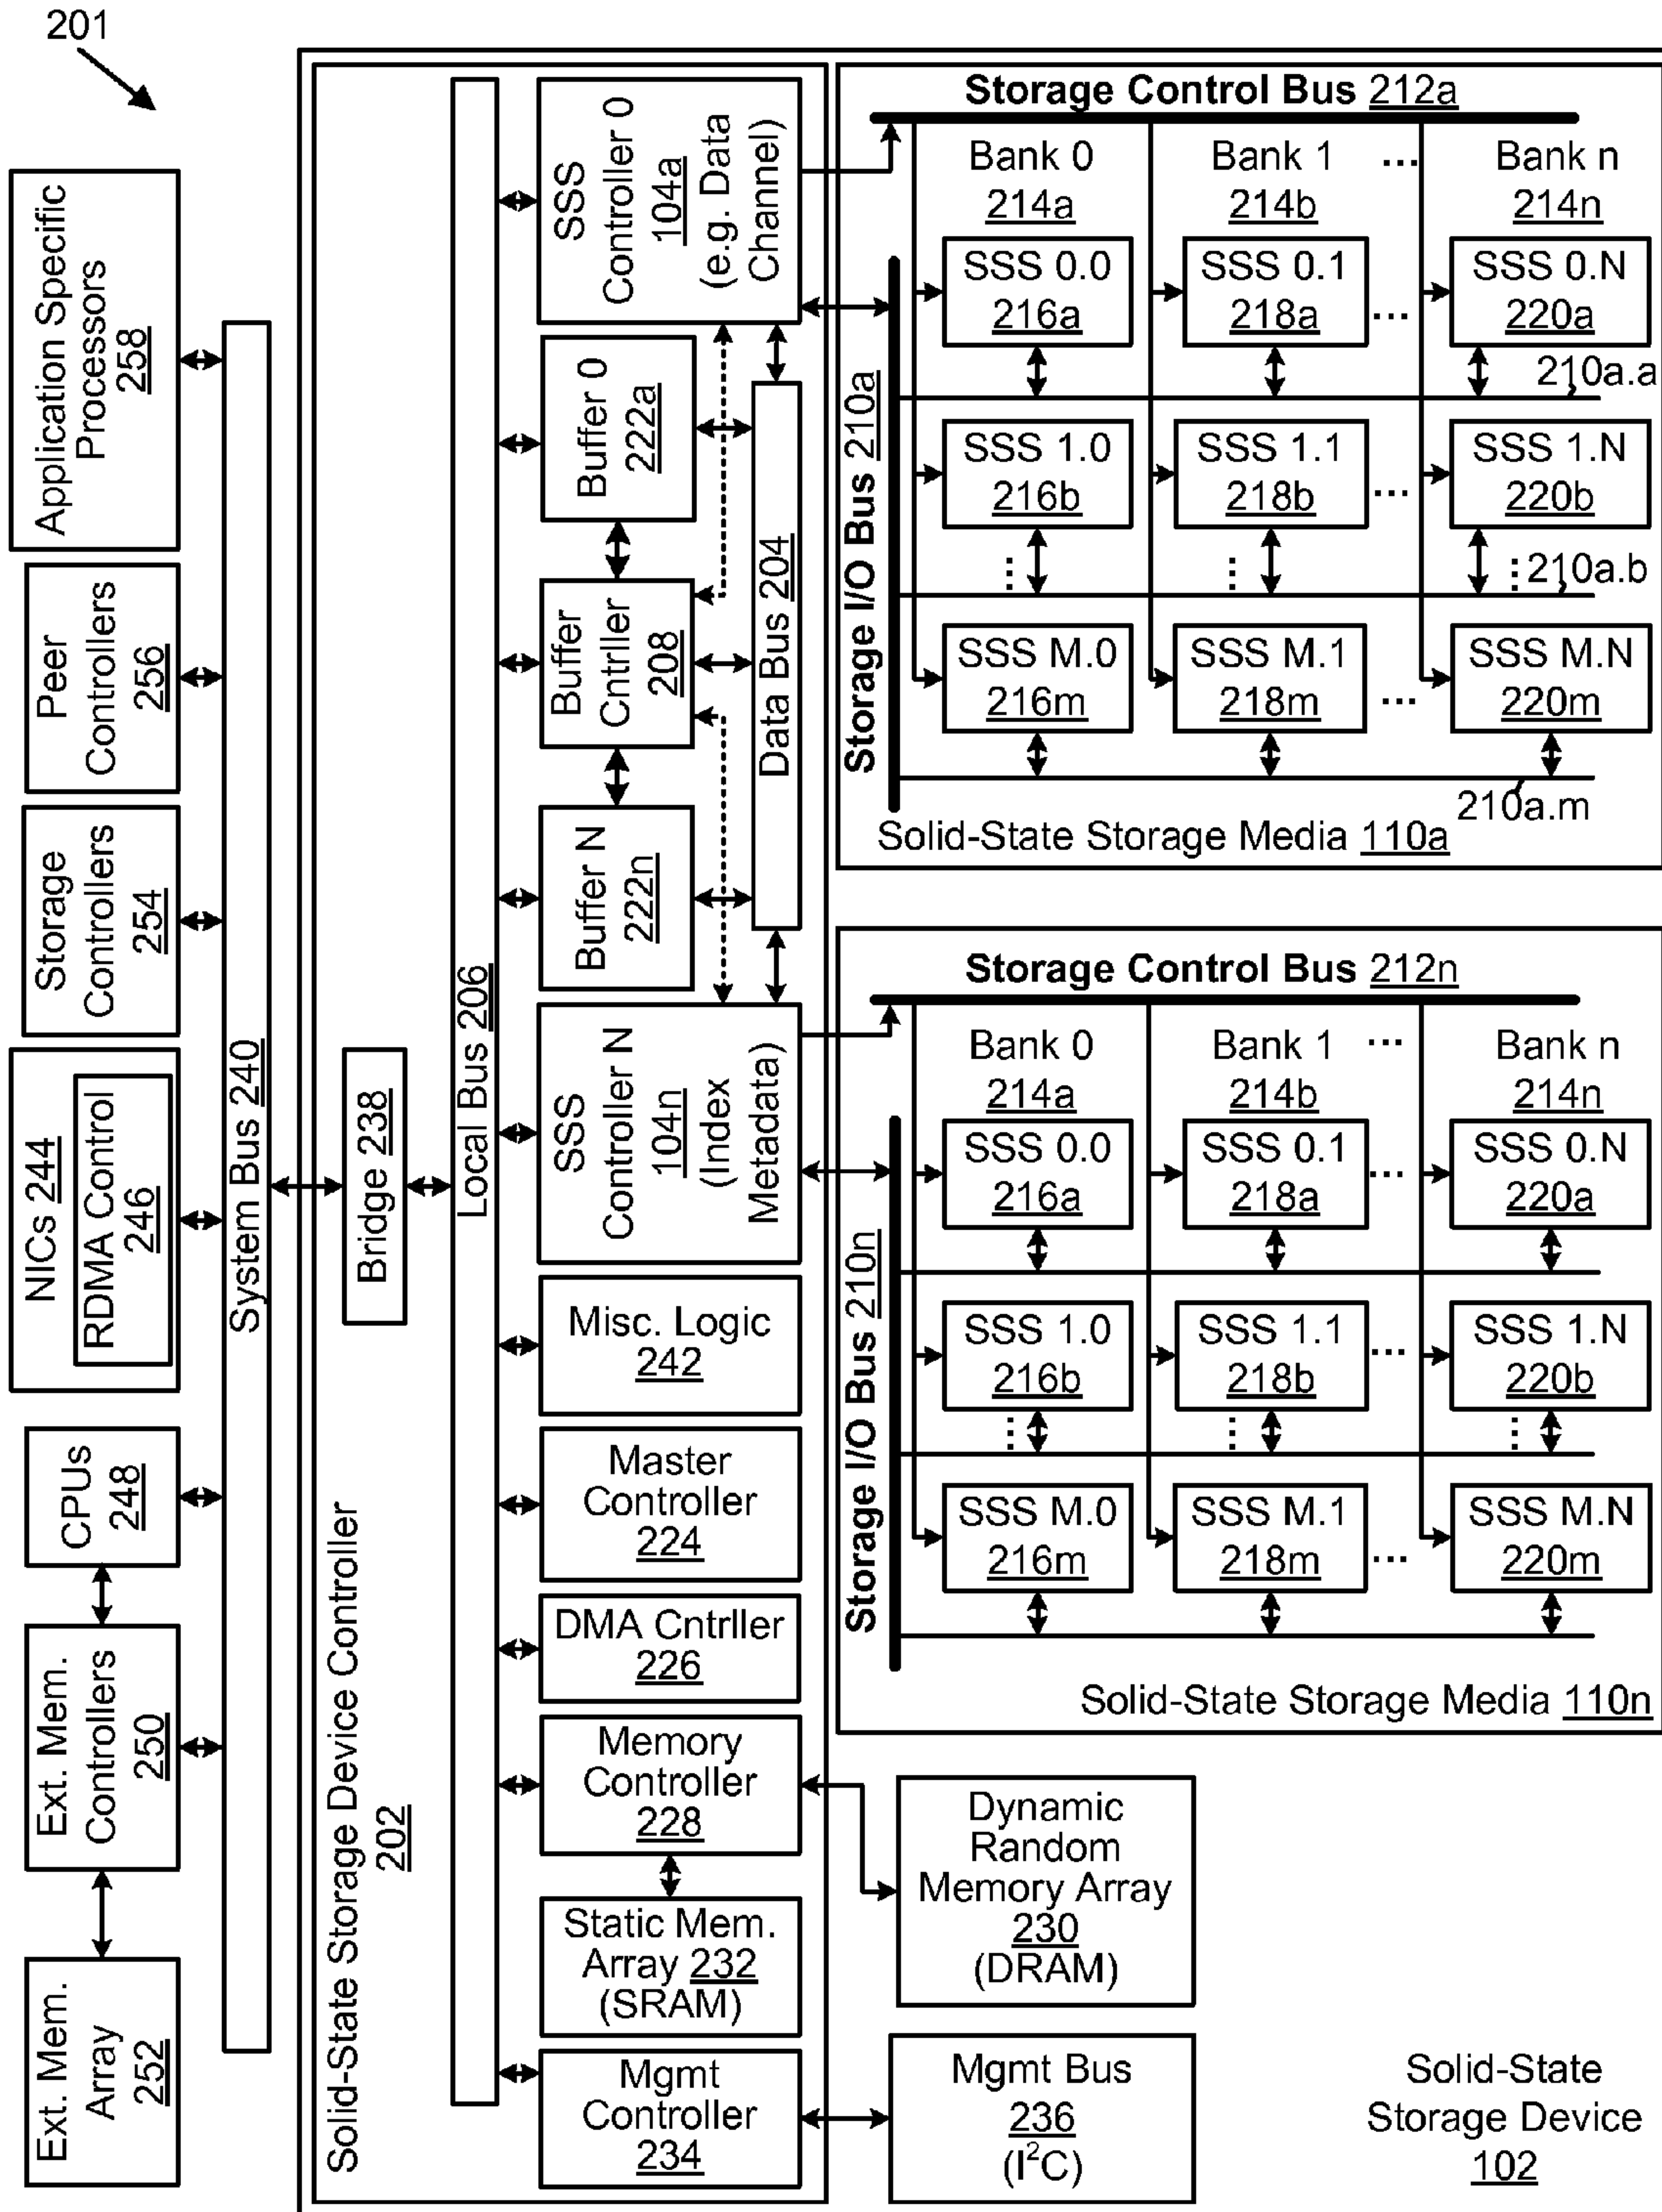 201
Application Specific
Processors
258
Peer
Controllers
256
Storage
Controllers
254
NICs 244
RDMA Control
246
CPUs
248
Ext. Mem.
Controllers
250
Ext. Mem.
Array
252
System Bus 240
Solid-State Storage Device Controller
202
Bridge 238
Local Bus 206
SSS
Controller 0
104a
(e.g. Data
Channel)
Buffer 0
222a
Buffer
Cntrller
208
Buffer N
222n
Data Bus 204
SSS
Controller N
104n
(Index
Metadata)
Misc. Logic
242
Master
Controller
224
DMA Cntrller
226
Memory
Controller
228
Static Mem.
Array 232
(SRAM)
Mgmt
Controller
234
Storage Control Bus 212a
Bank 0
214a
Bank 1
214b
...
Bank n
214n
Storage I/O Bus 210a
SSS 0.0
216a
SSS 0.1
218a
...
SSS 0.N
220a
210a.a
SSS 1.0
216b
SSS 1.1
218b
...
SSS 1.N
220b
210a.b
SSS M.0
216m
SSS M.1
218m
...
SSS M.N
220m
210a.m
Solid-State Storage Media 110a
Storage Control Bus 212n
Bank 0
214a
Bank 1
214b
...
Bank n
214n
Storage I/O Bus 210n
SSS 0.0
216a
SSS 0.1
218a
...
SSS 0.N
220a
SSS 1.0
216b
SSS 1.1
218b
...
SSS 1.N
220b
SSS M.0
216m
SSS M.1
218m
...
SSS M.N
220m
Solid-State Storage Media 110n
Dynamic
Random
Memory Array
230
(DRAM)
Mgmt Bus
236
(I²C)
Solid-State
Storage Device
102